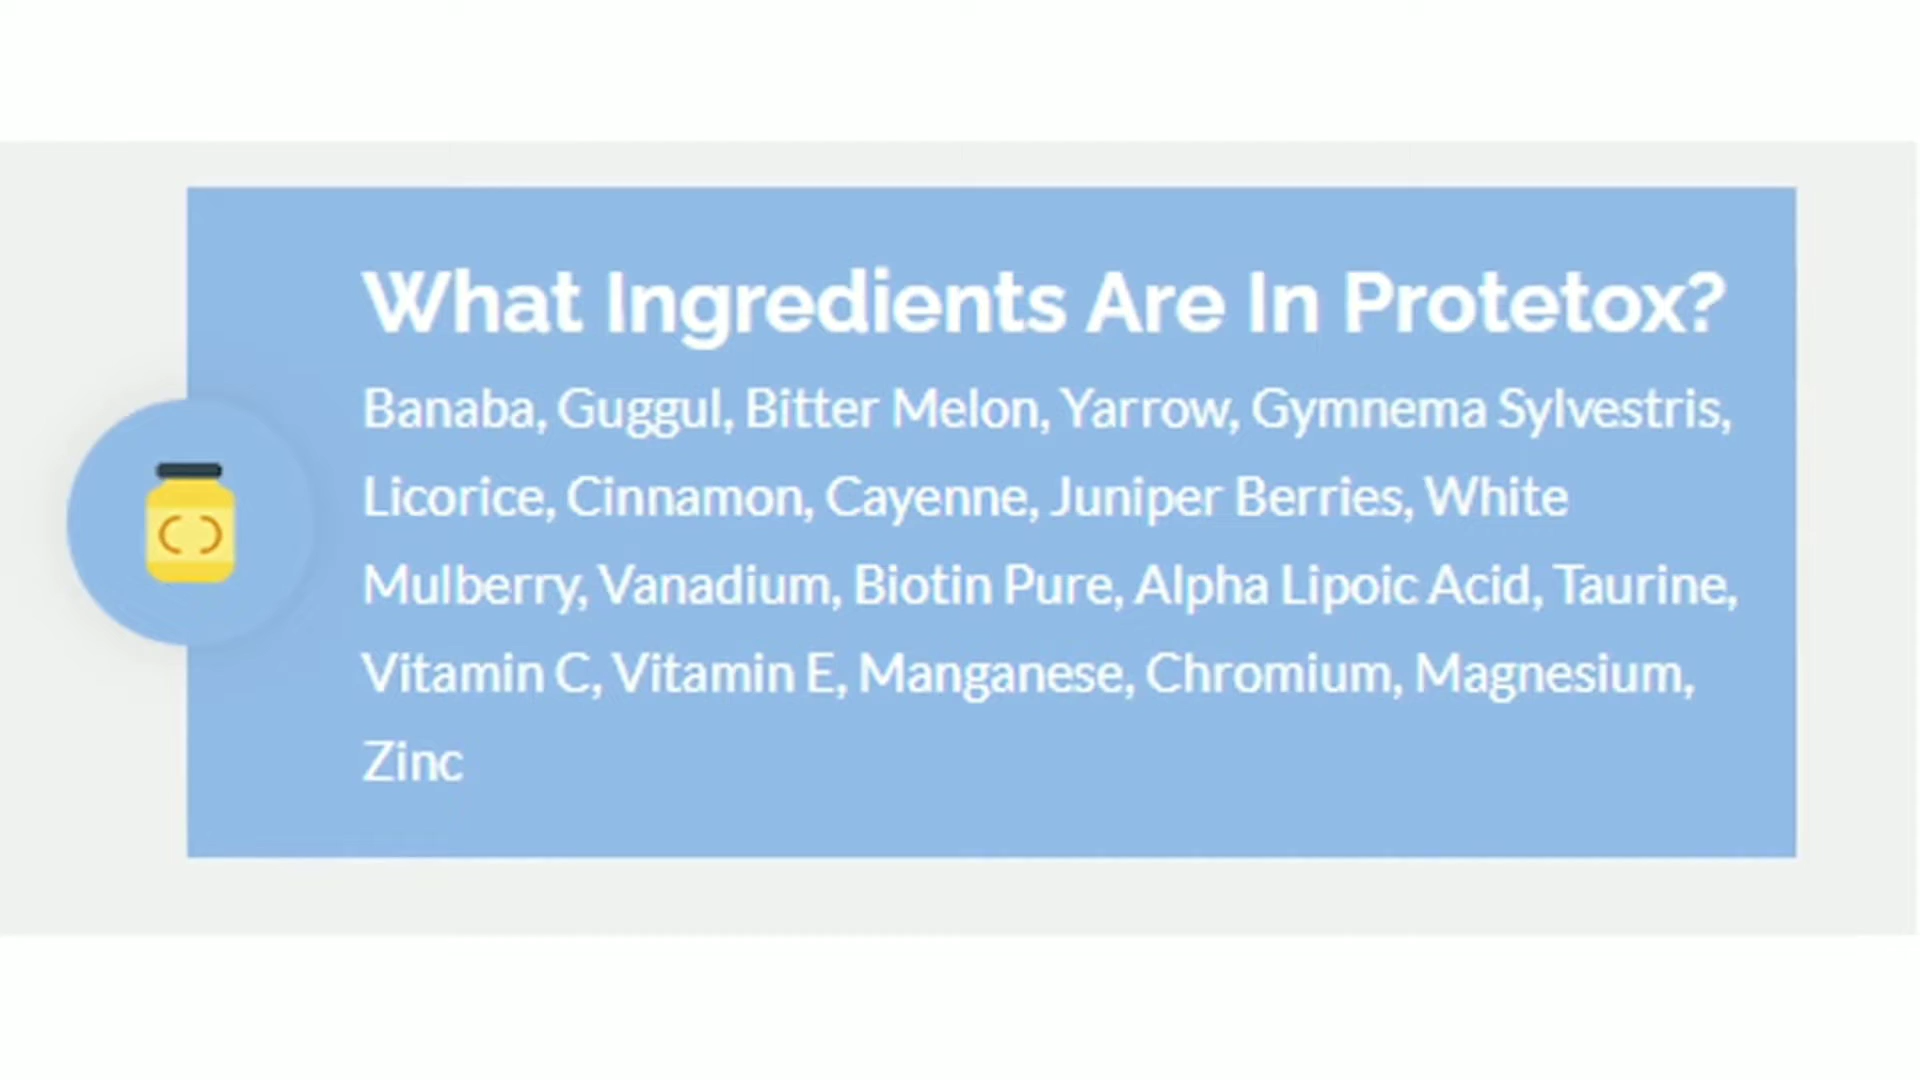 What Ingredients Are In Protetox?
Banaba, Guggul, Bitter Melon, Yarrow, Gymnema Sylvestris,
Licorice, Cinnamon, Cayenne, Juniper Berries, White
Mulberry, Vanadium, Biotin Pure, Alpha Lipoic Acid, Taurine,
Vitamin C, Vitamin E, Manganese, Chromium, Magnesium,
Zinc